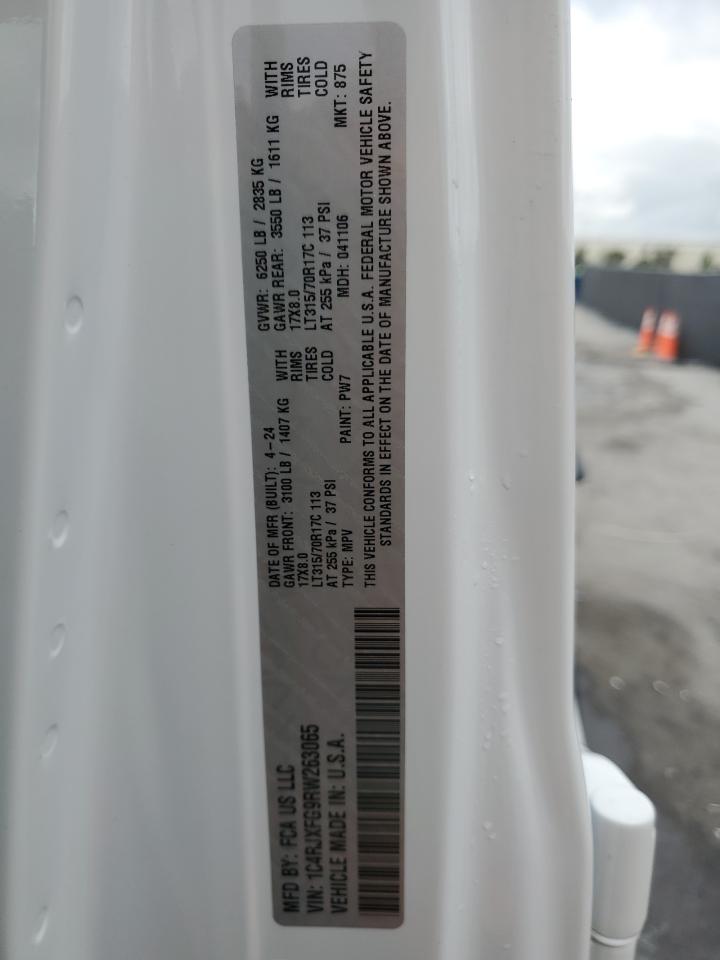 MFD BY: FCA US LLC
VIN: 1C4RJXFG9RW263065
VEHICLE MADE IN: U.S.A.
DATE OF MFR (BUILT): 4-24
GVWR: 6250 LB / 2835 KG
GAWR FRONT: 3100 LB / 1407 KG WITH
GAWR REAR: 3550 LB / 1611 KG WITH
17X8.0 RIMS
17X8.0 RIMS
LT315/70R17C 113 TIRES
LT315/70R17C 113 TIRES
AT 255 kPa / 37 PSI COLD
AT 255 kPa / 37 PSI COLD
TYPE: MPV PAINT: PW7 MDH: 041106 MKT: 875
THIS VEHICLE CONFORMS TO ALL APPLICABLE U.S.A. FEDERAL MOTOR VEHICLE SAFETY
STANDARDS IN EFFECT ON THE DATE OF MANUFACTURE SHOWN ABOVE.